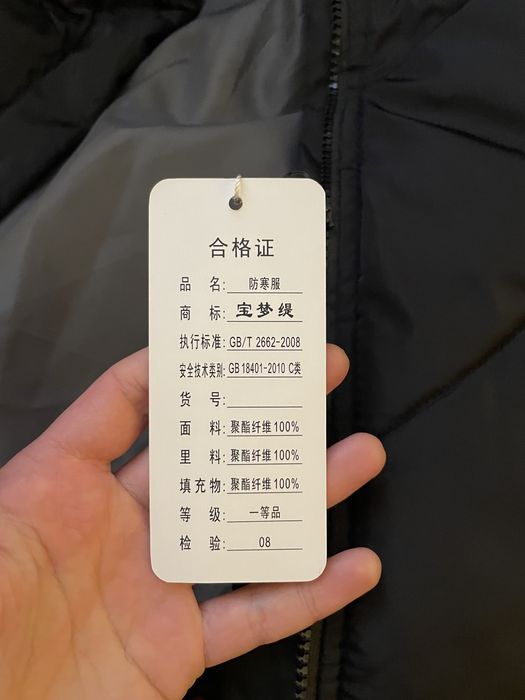 合格证
品 名: 防寒服
商 标: 宝梦缇
执行标准: GB/T 2662-2008
安全技术类别: GB 18401-2010 C类
货 号:
面 料: 聚酯纤维100%
里 料: 聚酯纤维100%
填充物: 聚酯纤维100%
等 级: 一等品
检 验: 08